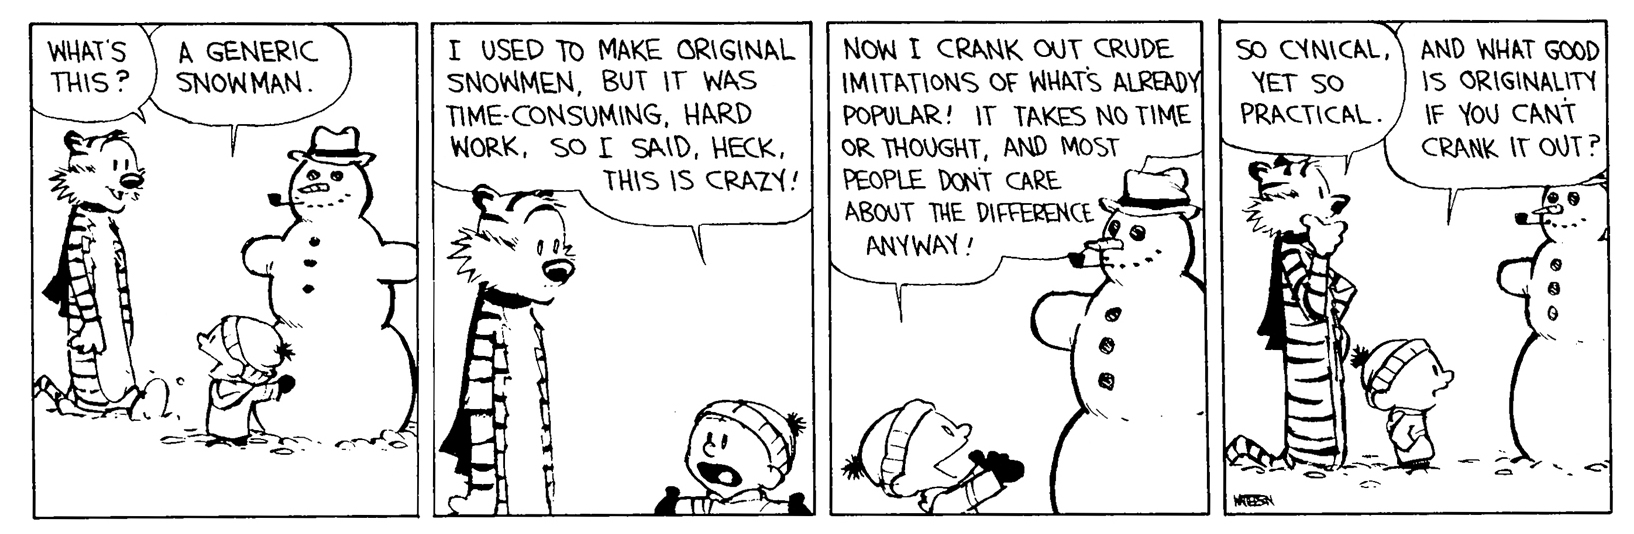 WHAT'S
THIS?
A GENERIC
SNOWMAN.
I USED TO MAKE ORIGINAL
SNOWMEN, BUT IT WAS
TIME-CONSUMING, HARD
WORK. SO I SAID, HECK,
THIS IS CRAZY!
NOW I CRANK OUT CRUDE
IMITATIONS OF WHAT'S ALREADY
POPULAR! IT TAKES NO TIME
OR THOUGHT, AND MOST
PEOPLE DON'T CARE
ABOUT THE DIFFERENCE
ANYWAY!
SO CYNICAL,
YET SO
PRACTICAL.
AND WHAT GOOD
IS ORIGINALITY
IF YOU CAN'T
CRANK IT OUT?
WATTERSON